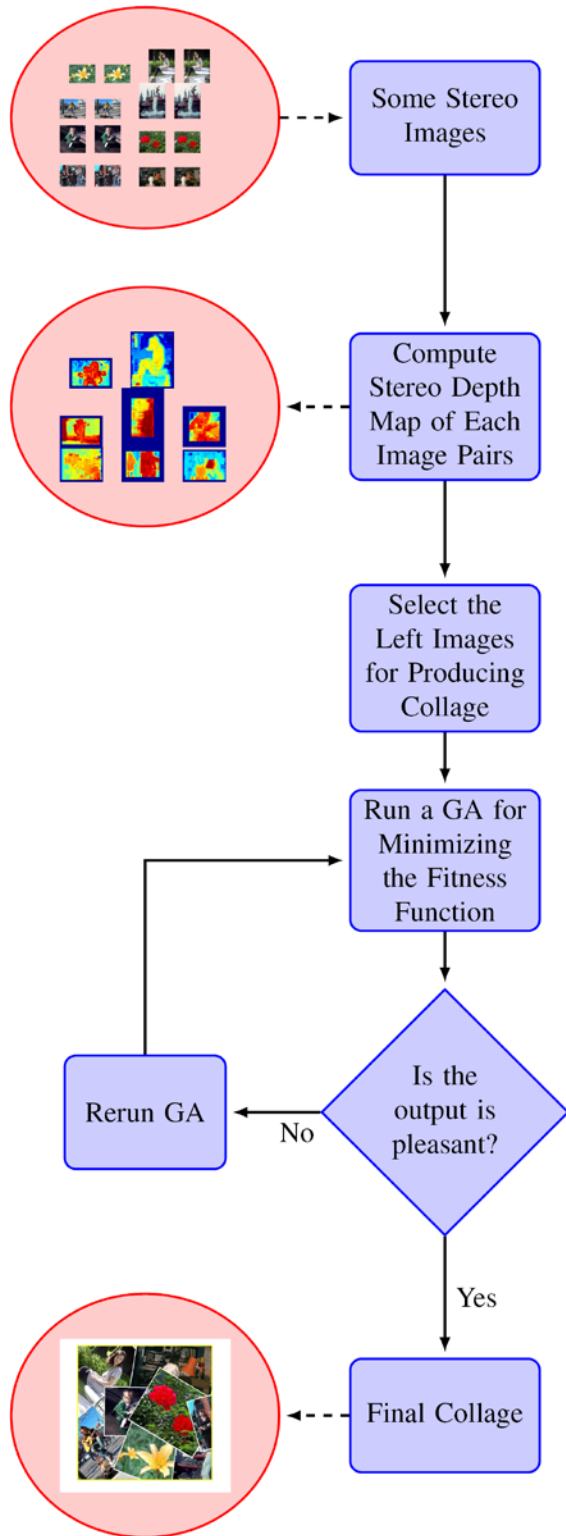 Some Stereo
Images
Compute
Stereo Depth
Map of Each
Image Pairs
Select the
Left Images
for Producing
Collage
Run a GA for
Minimizing
the Fitness
Function
Is the
output is
pleasant?
No
Rerun GA
Yes
Final Collage